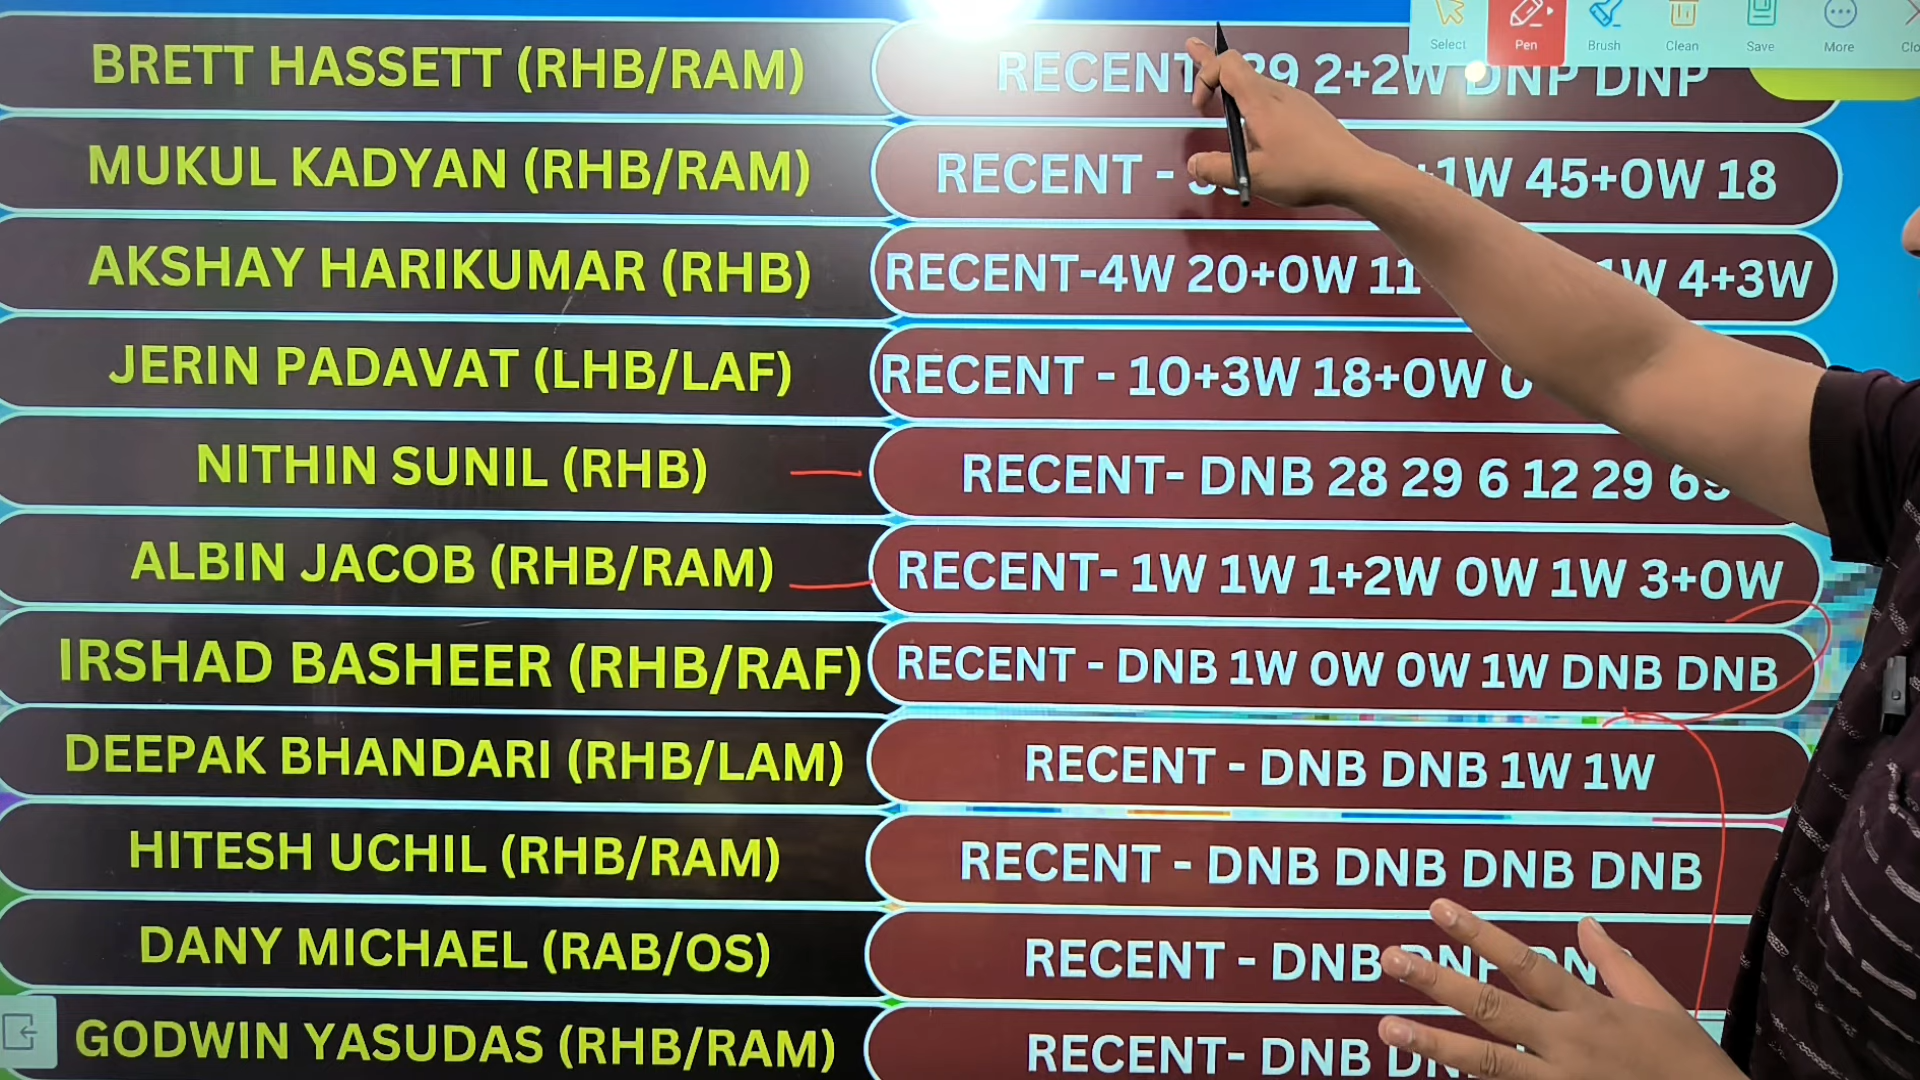 Select Pen Brush Clean Save More
BRETT HASSETT (RHB/RAM) RECENT 2+2W DNP DNP
MUKUL KADYAN (RHB/RAM) RECENT - 45+0W 18
AKSHAY HARIKUMAR (RHB) RECENT-4W 20+0W 11 4+3W
JERIN PADAVAT (LHB/LAF) RECENT - 10+3W 18+0W
NITHIN SUNIL (RHB) RECENT- DNB 28 29 6 12 29
ALBIN JACOB (RHB/RAM) RECENT- 1W 1W 1+2W 0W 1W 3+0W
IRSHAD BASHEER (RHB/RAF) RECENT - DNB 1W 0W 0W 1W DNB DNB
DEEPAK BHANDARI (RHB/LAM) RECENT - DNB DNB 1W 1W
HITESH UCHIL (RHB/RAM) RECENT - DNB DNB DNB DNB
DANY MICHAEL (RAB/OS) RECENT - DNB
GODWIN YASUDAS (RHB/RAM) RECENT- DNB